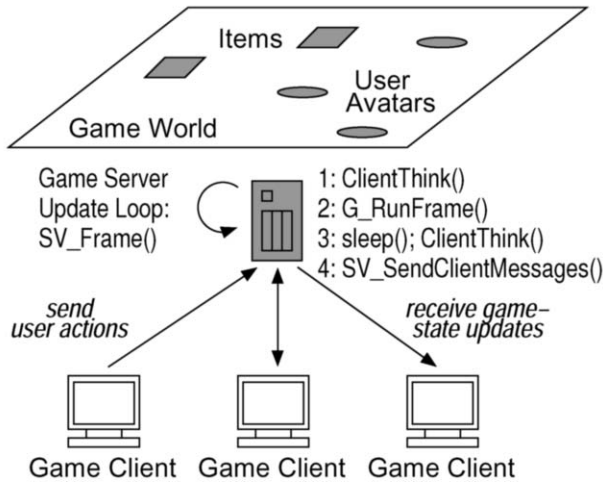 Items
User
Avatars
Game World
Game Server
Update Loop:
SV_Frame()
1: ClientThink()
2: G_RunFrame()
3: sleep(); ClientThink()
4: SV_SendClientMessages()
send
user actions
receive game–
state updates
Game Client
Game Client
Game Client